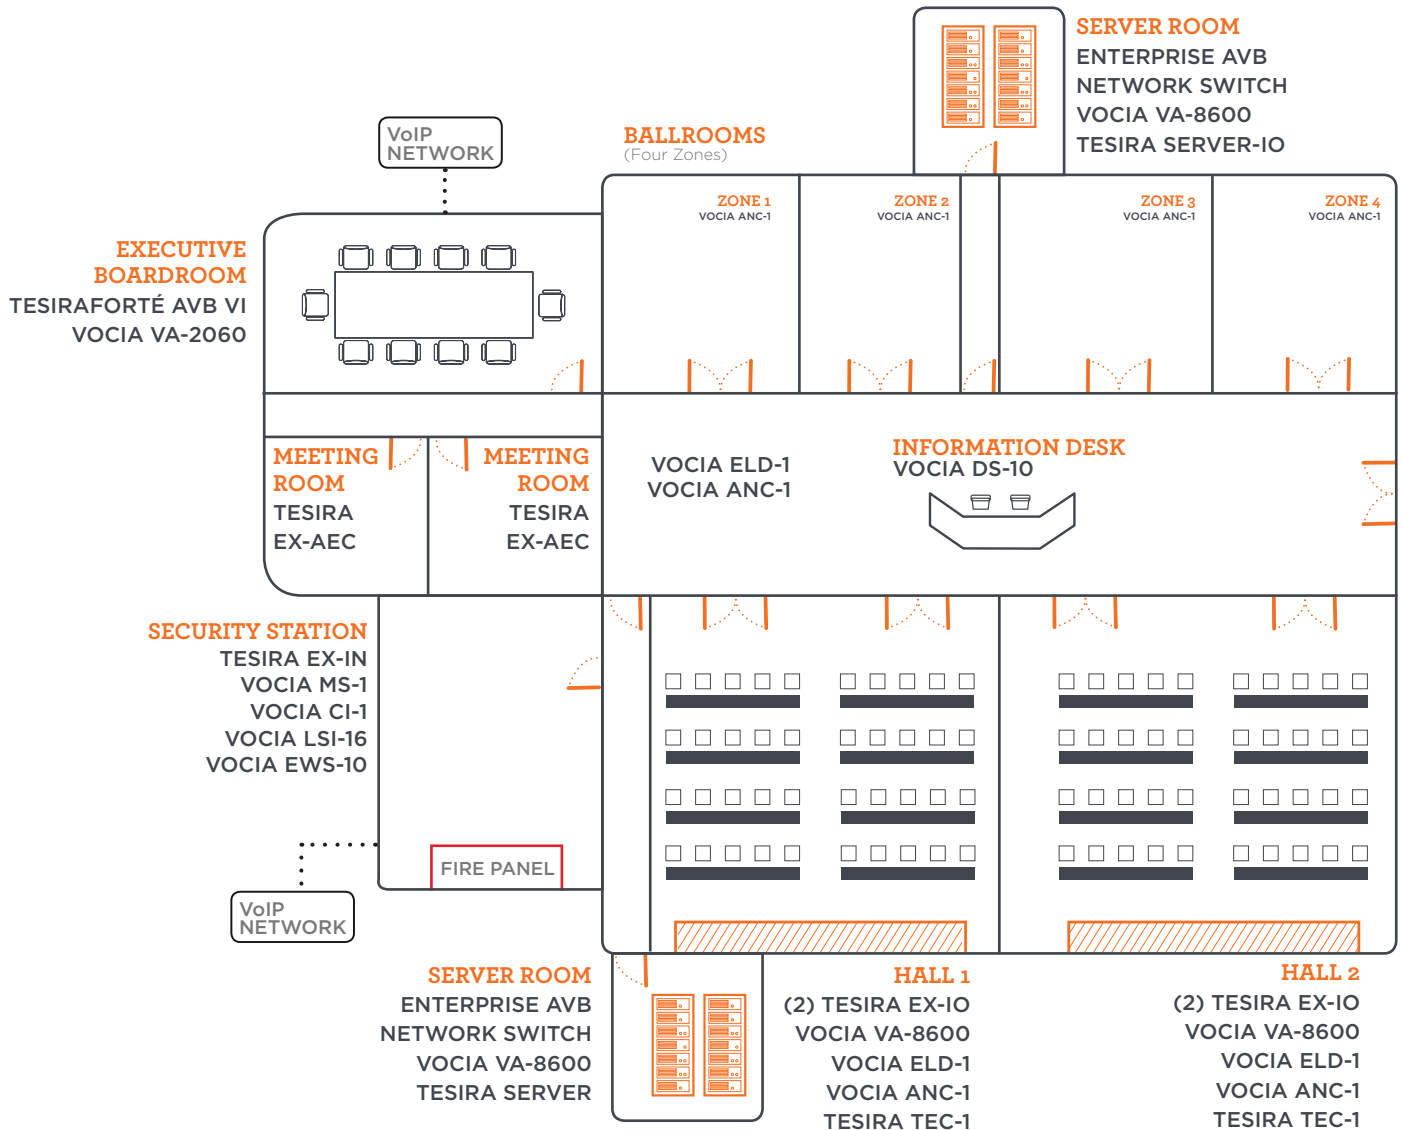 SERVER ROOM
ENTERPRISE AVB
NETWORK SWITCH
VOCIA VA-8600
TESIRA SERVER-IO
VoIP
NETWORK
BALLROOMS
(Four Zones)
ZONE 1
VOCIA ANC-1
ZONE 2
VOCIA ANC-1
ZONE 3
VOCIA ANC-1
ZONE 4
VOCIA ANC-1
EXECUTIVE
BOARDROOM
TESIRAFORTÉ AVB VI
VOCIA VA-2060
MEETING
ROOM
TESIRA
EX-AEC
MEETING
ROOM
TESIRA
EX-AEC
VOCIA ELD-1
VOCIA ANC-1
INFORMATION DESK
VOCIA DS-10
SECURITY STATION
TESIRA EX-IN
VOCIA MS-1
VOCIA CI-1
VOCIA LSI-16
VOCIA EWS-10
FIRE PANEL
VoIP
NETWORK
SERVER ROOM
ENTERPRISE AVB
NETWORK SWITCH
VOCIA VA-8600
TESIRA SERVER
HALL 1
(2) TESIRA EX-IO
VOCIA VA-8600
VOCIA ELD-1
VOCIA ANC-1
TESIRA TEC-1
HALL 2
(2) TESIRA EX-IO
VOCIA VA-8600
VOCIA ELD-1
VOCIA ANC-1
TESIRA TEC-1